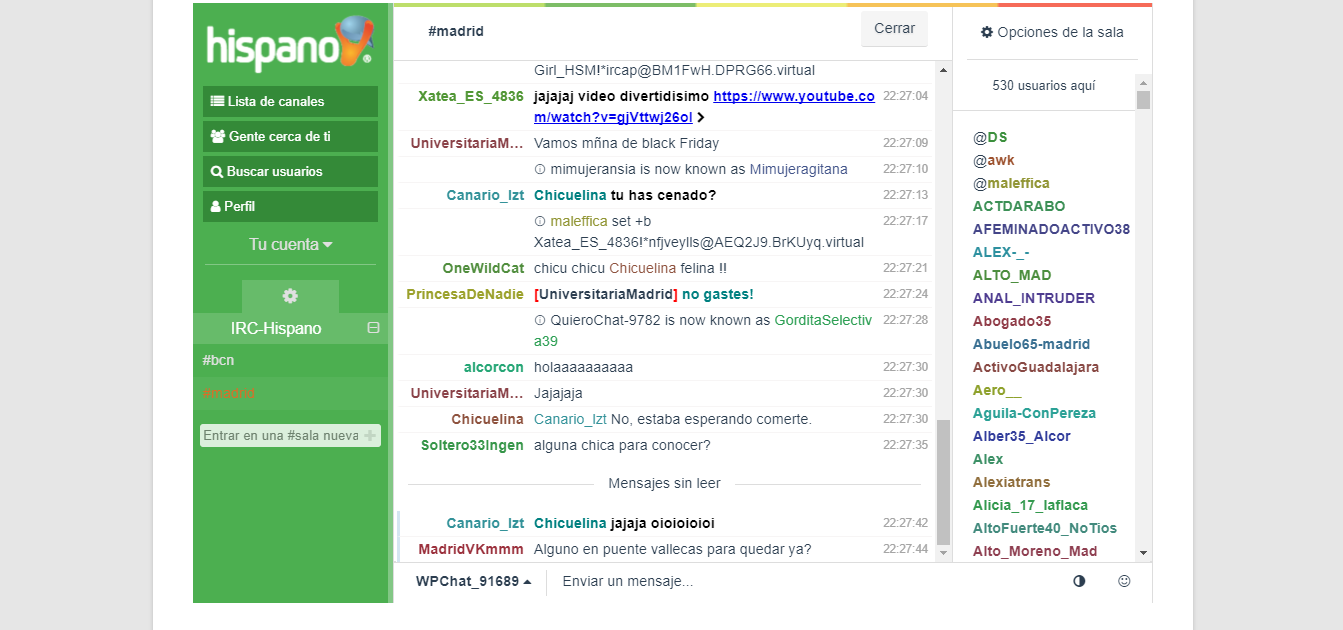 hispano
Lista de canales
Gente cerca de ti
Buscar usuarios
Perfil
Tu cuenta
IRC-Hispano
#bcn
#madrid
Entrar en una #sala nueva
#madrid
Cerrar
Girl_HSM!*ircap@BM1FwH.DPRG66.virtual
Xatea_ES_4836 jajajaj video divertidisimo https://www.youtube.co 22:27:04
m/watch?v=gjVttwj26oI
UniversitariaM... Vamos mñna de black Friday 22:27:09
mimujeransia is now known as Mimujeragitana 22:27:10
Canario_lzt Chicuelina tu has cenado? 22:27:13
maleffica set +b 22:27:17
Xatea_ES_4836!*nfjveylls@AEQ2J9.BrKUyq.virtual
OneWildCat chicu chicu Chicuelina felina !! 22:27:21
PrincesaDeNadie [UniversitariaMadrid] no gastes! 22:27:24
QuieroChat-9782 is now known as GorditaSelectiv 22:27:28
a39
alcorcon holaaaaaaaaaa 22:27:30
UniversitariaM... Jajajaja 22:27:30
Chicuelina Canario_lzt No, estaba esperando comerte. 22:27:30
Soltero33Ingen alguna chica para conocer? 22:27:35
Mensajes sin leer
Canario_lzt Chicuelina jajaja oioioioioi 22:27:42
MadridVKmmm Alguno en puente vallecas para quedar ya? 22:27:44
WPChat_91689 Enviar un mensaje...
Opciones de la sala
530 usuarios aquí
@DS
@awk
@maleffica
ACTDARABO
AFEMINADOACTIVO38
ALEX-_-
ALTO_MAD
ANAL_INTRUDER
Abogado35
Abuelo65-madrid
ActivoGuadalajara
Aero__
Aguila-ConPereza
Alber35_Alcor
Alex
Alexiatrans
Alicia_17_laflaca
AltoFuerte40_NoTios
Alto_Moreno_Mad